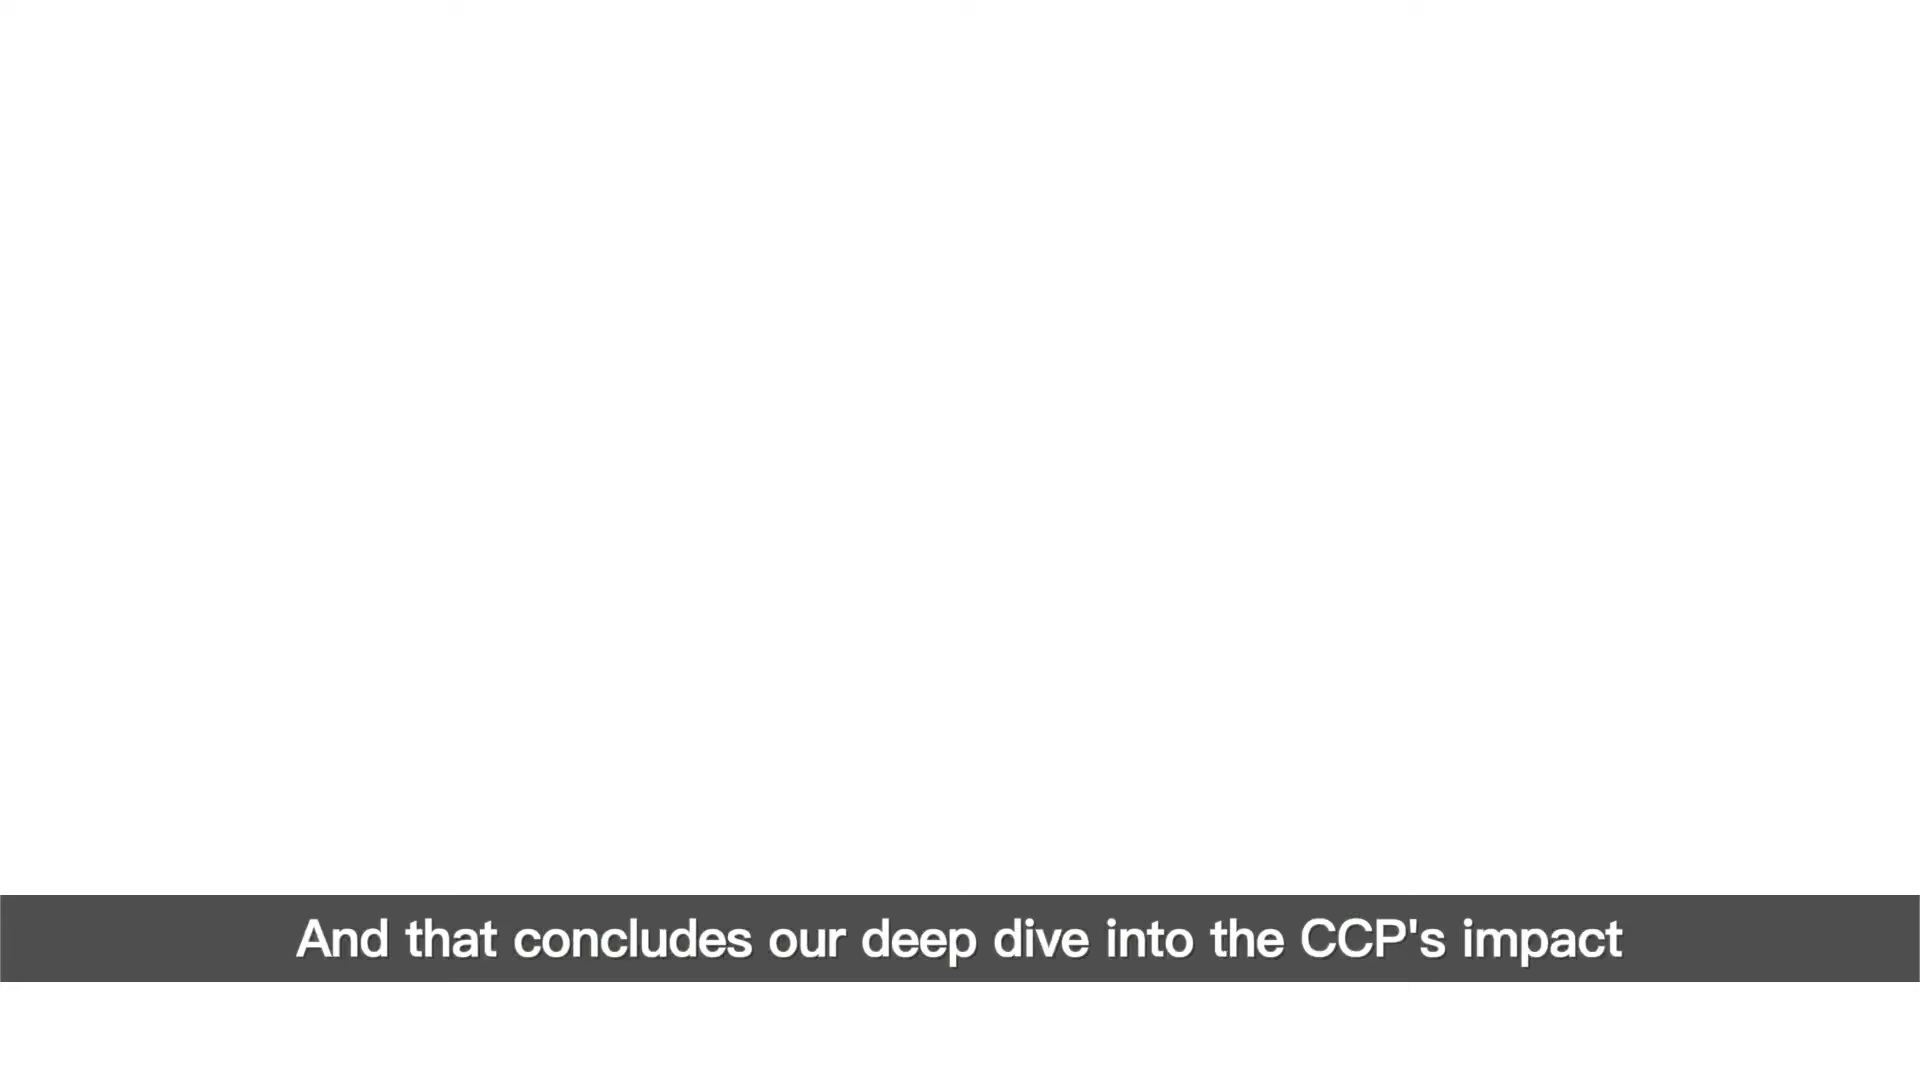 And that concludes our deep dive into the CCP's impact